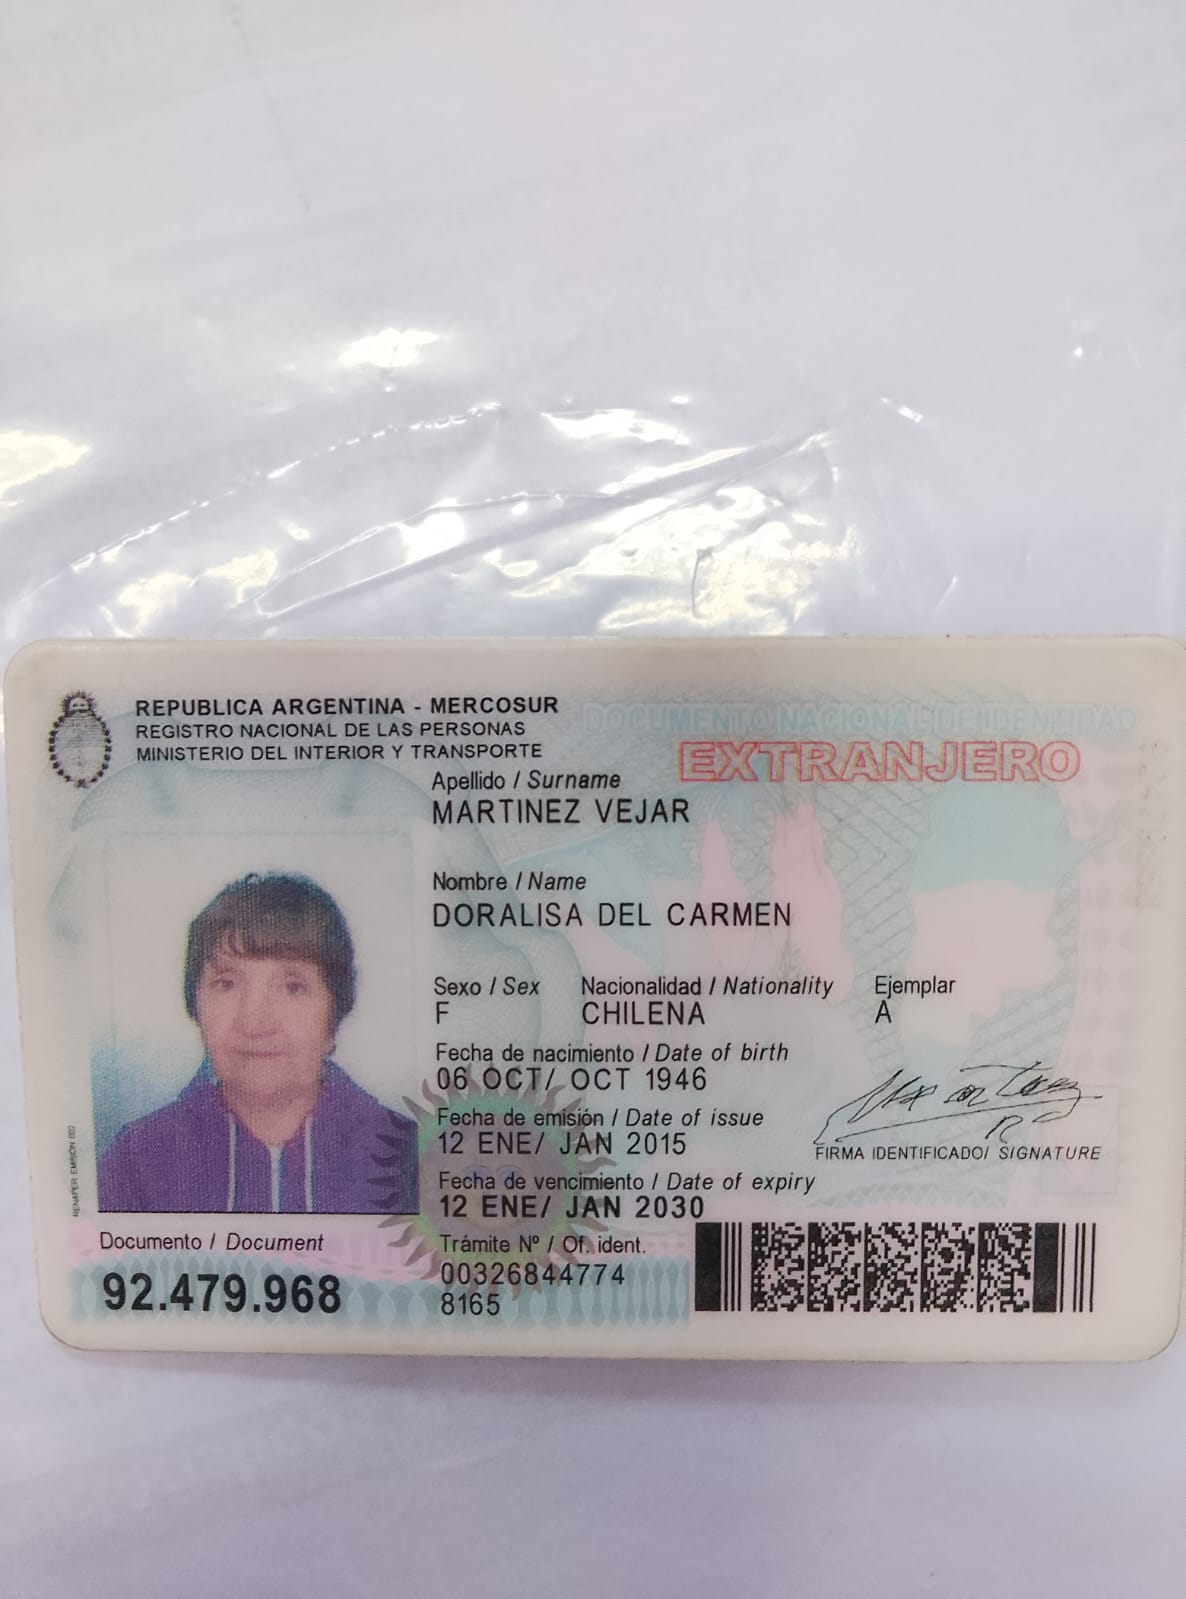 REPUBLICA ARGENTINA - MERCOSUR
REGISTRO NACIONAL DE LAS PERSONAS
MINISTERIO DEL INTERIOR Y TRANSPORTE
DOCUMENTO NACIONAL DE IDENTIDAD
EXTRANJERO
Apellido / Surname
MARTINEZ VEJAR
Nombre / Name
DORALISA DEL CARMEN
Sexo / Sex Nacionalidad / Nationality Ejemplar
F CHILENA A
Fecha de nacimiento / Date of birth
06 OCT/ OCT 1946
Fecha de emisión / Date of issue
12 ENE/ JAN 2015
FIRMA IDENTIFICADO/ SIGNATURE
Fecha de vencimiento / Date of expiry
12 ENE/ JAN 2030
Documento / Document
92.479.968
Trámite Nº / Of. ident.
00326844774
8165